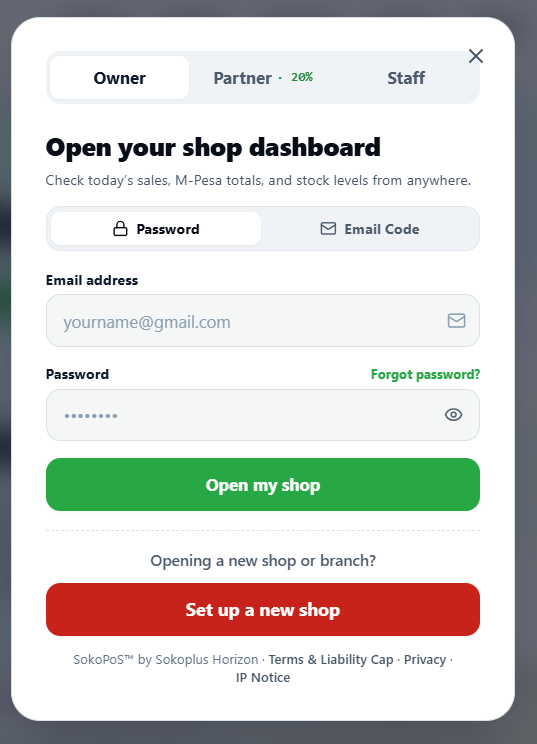 Owner
Partner · 20%
Staff
Open your shop dashboard
Check today's sales, M-Pesa totals, and stock levels from anywhere.
Password
Email Code
Email address
yourname@gmail.com
Password
Forgot password?
Open my shop
Opening a new shop or branch?
Set up a new shop
SokoPoS™ by Sokoplus Horizon · Terms & Liability Cap · Privacy ·
IP Notice